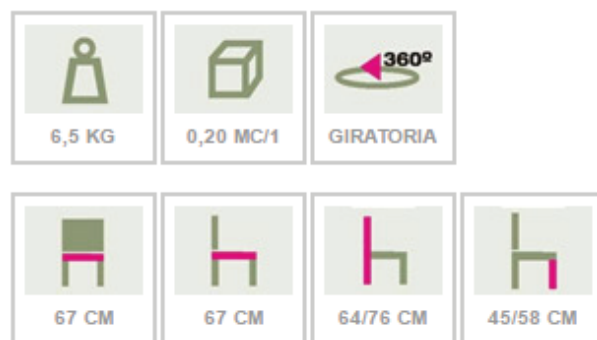 360º
6,5 KG
0,20 MC/1
GIRATORIA
67 CM
67 CM
64/76 CM
45/58 CM